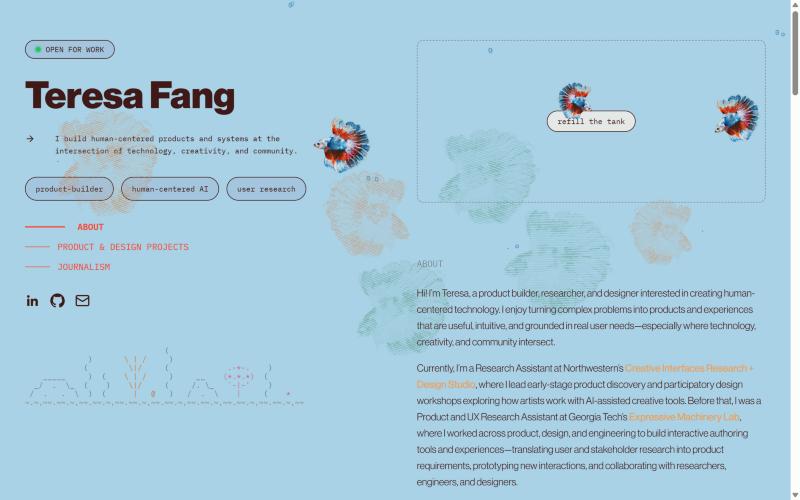 OPEN FOR WORK
Teresa Fang
I build human-centered products and systems at the
intersection of technology, creativity, and community.
product-builder
human-centered AI
user research
ABOUT
PRODUCT & DESIGN PROJECTS
JOURNALISM
refill the tank
ABOUT
Hi! I'm Teresa, a product builder, researcher, and designer interested in creating human-
centered technology. I enjoy turning complex problems into products and experiences
that are useful, intuitive, and grounded in real user needs—especially where technology,
creativity, and community intersect.
Currently, I'm a Research Assistant at Northwestern's Creative Interfaces Research +
Design Studio, where I lead early-stage product discovery and participatory design
workshops exploring how artists work with AI-assisted creative tools. Before that, I was a
Product and UX Research Assistant at Georgia Tech's Expressive Machinery Lab,
where I worked across product, design, and engineering to build interactive authoring
tools and experiences—translating user and stakeholder research into product
requirements, prototyping new interactions, and collaborating with researchers,
engineers, and designers.